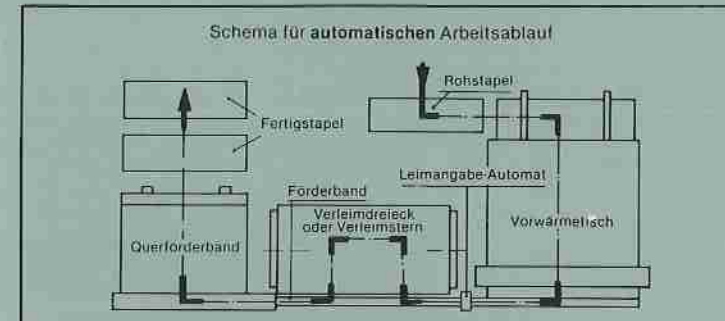 Schema für automatischen Arbeitsablauf
Rohstapel
Fertigstapel
Leimangabe-Automat
Förderband
Verleimdreieck
oder Verleimstern
Vorwärmetisch
Querförderband